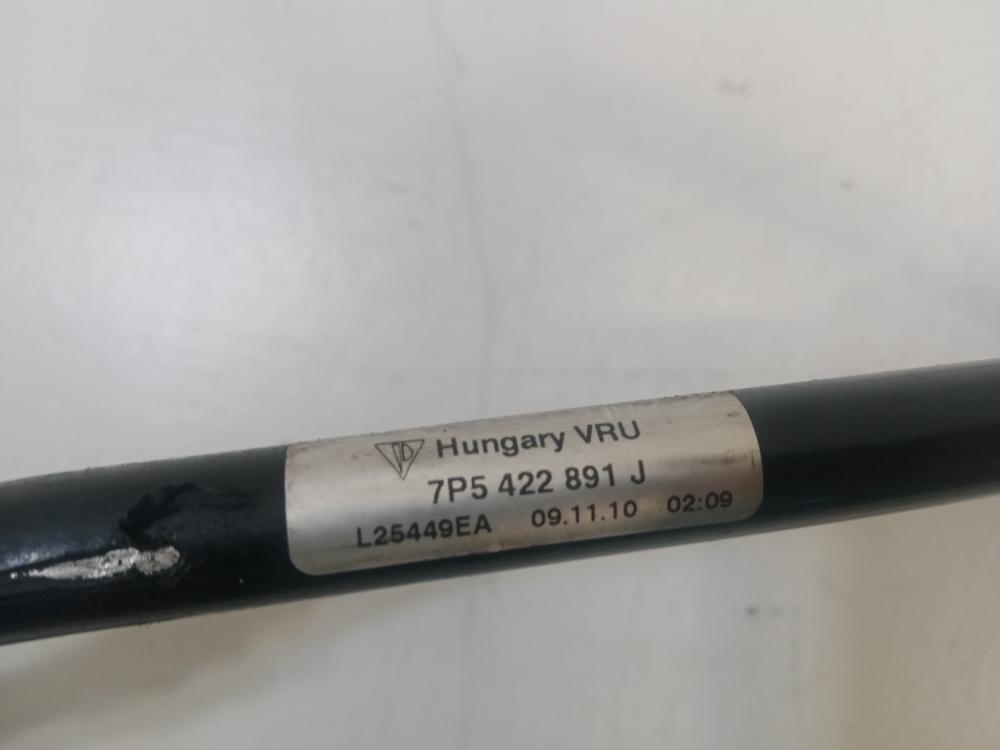 Hungary VRU
7P5 422 891 J
L25449EA 09.11.10 02:09